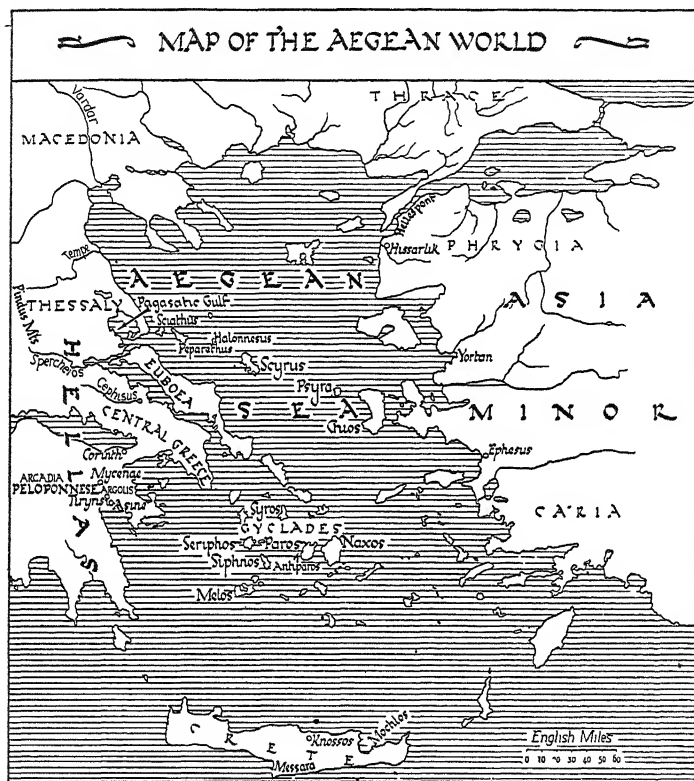 MAP OF THE AEGEAN WORLD
THRACE
Vardar
MACEDONIA
Hellespont
Hissarlik
PHRYGIA
Tempe
AEGEAN
ASIA
Pindus Mts
THESSALY
Pagasatic Gulf
Sciathus
Halonnesus
Peparethus
Spercheros
HELLAS
EUBOEA
Scyrus
Yortan
Cephisus
Psyra
SEA
MINOR
CENTRAL GREECE
Chios
Corinth
Ephesus
ARCADIA
Mycenae
PELOPONNESE
ARGOLIS
Tiryns
Asine
Syros
CYCLADES
CARIA
Seriphos
Paros
Naxos
Siphnos
Antiparos
Melos
CRETE
Knossos
Mochlos
Messara
English Miles
0 10 20 30 40 50 60